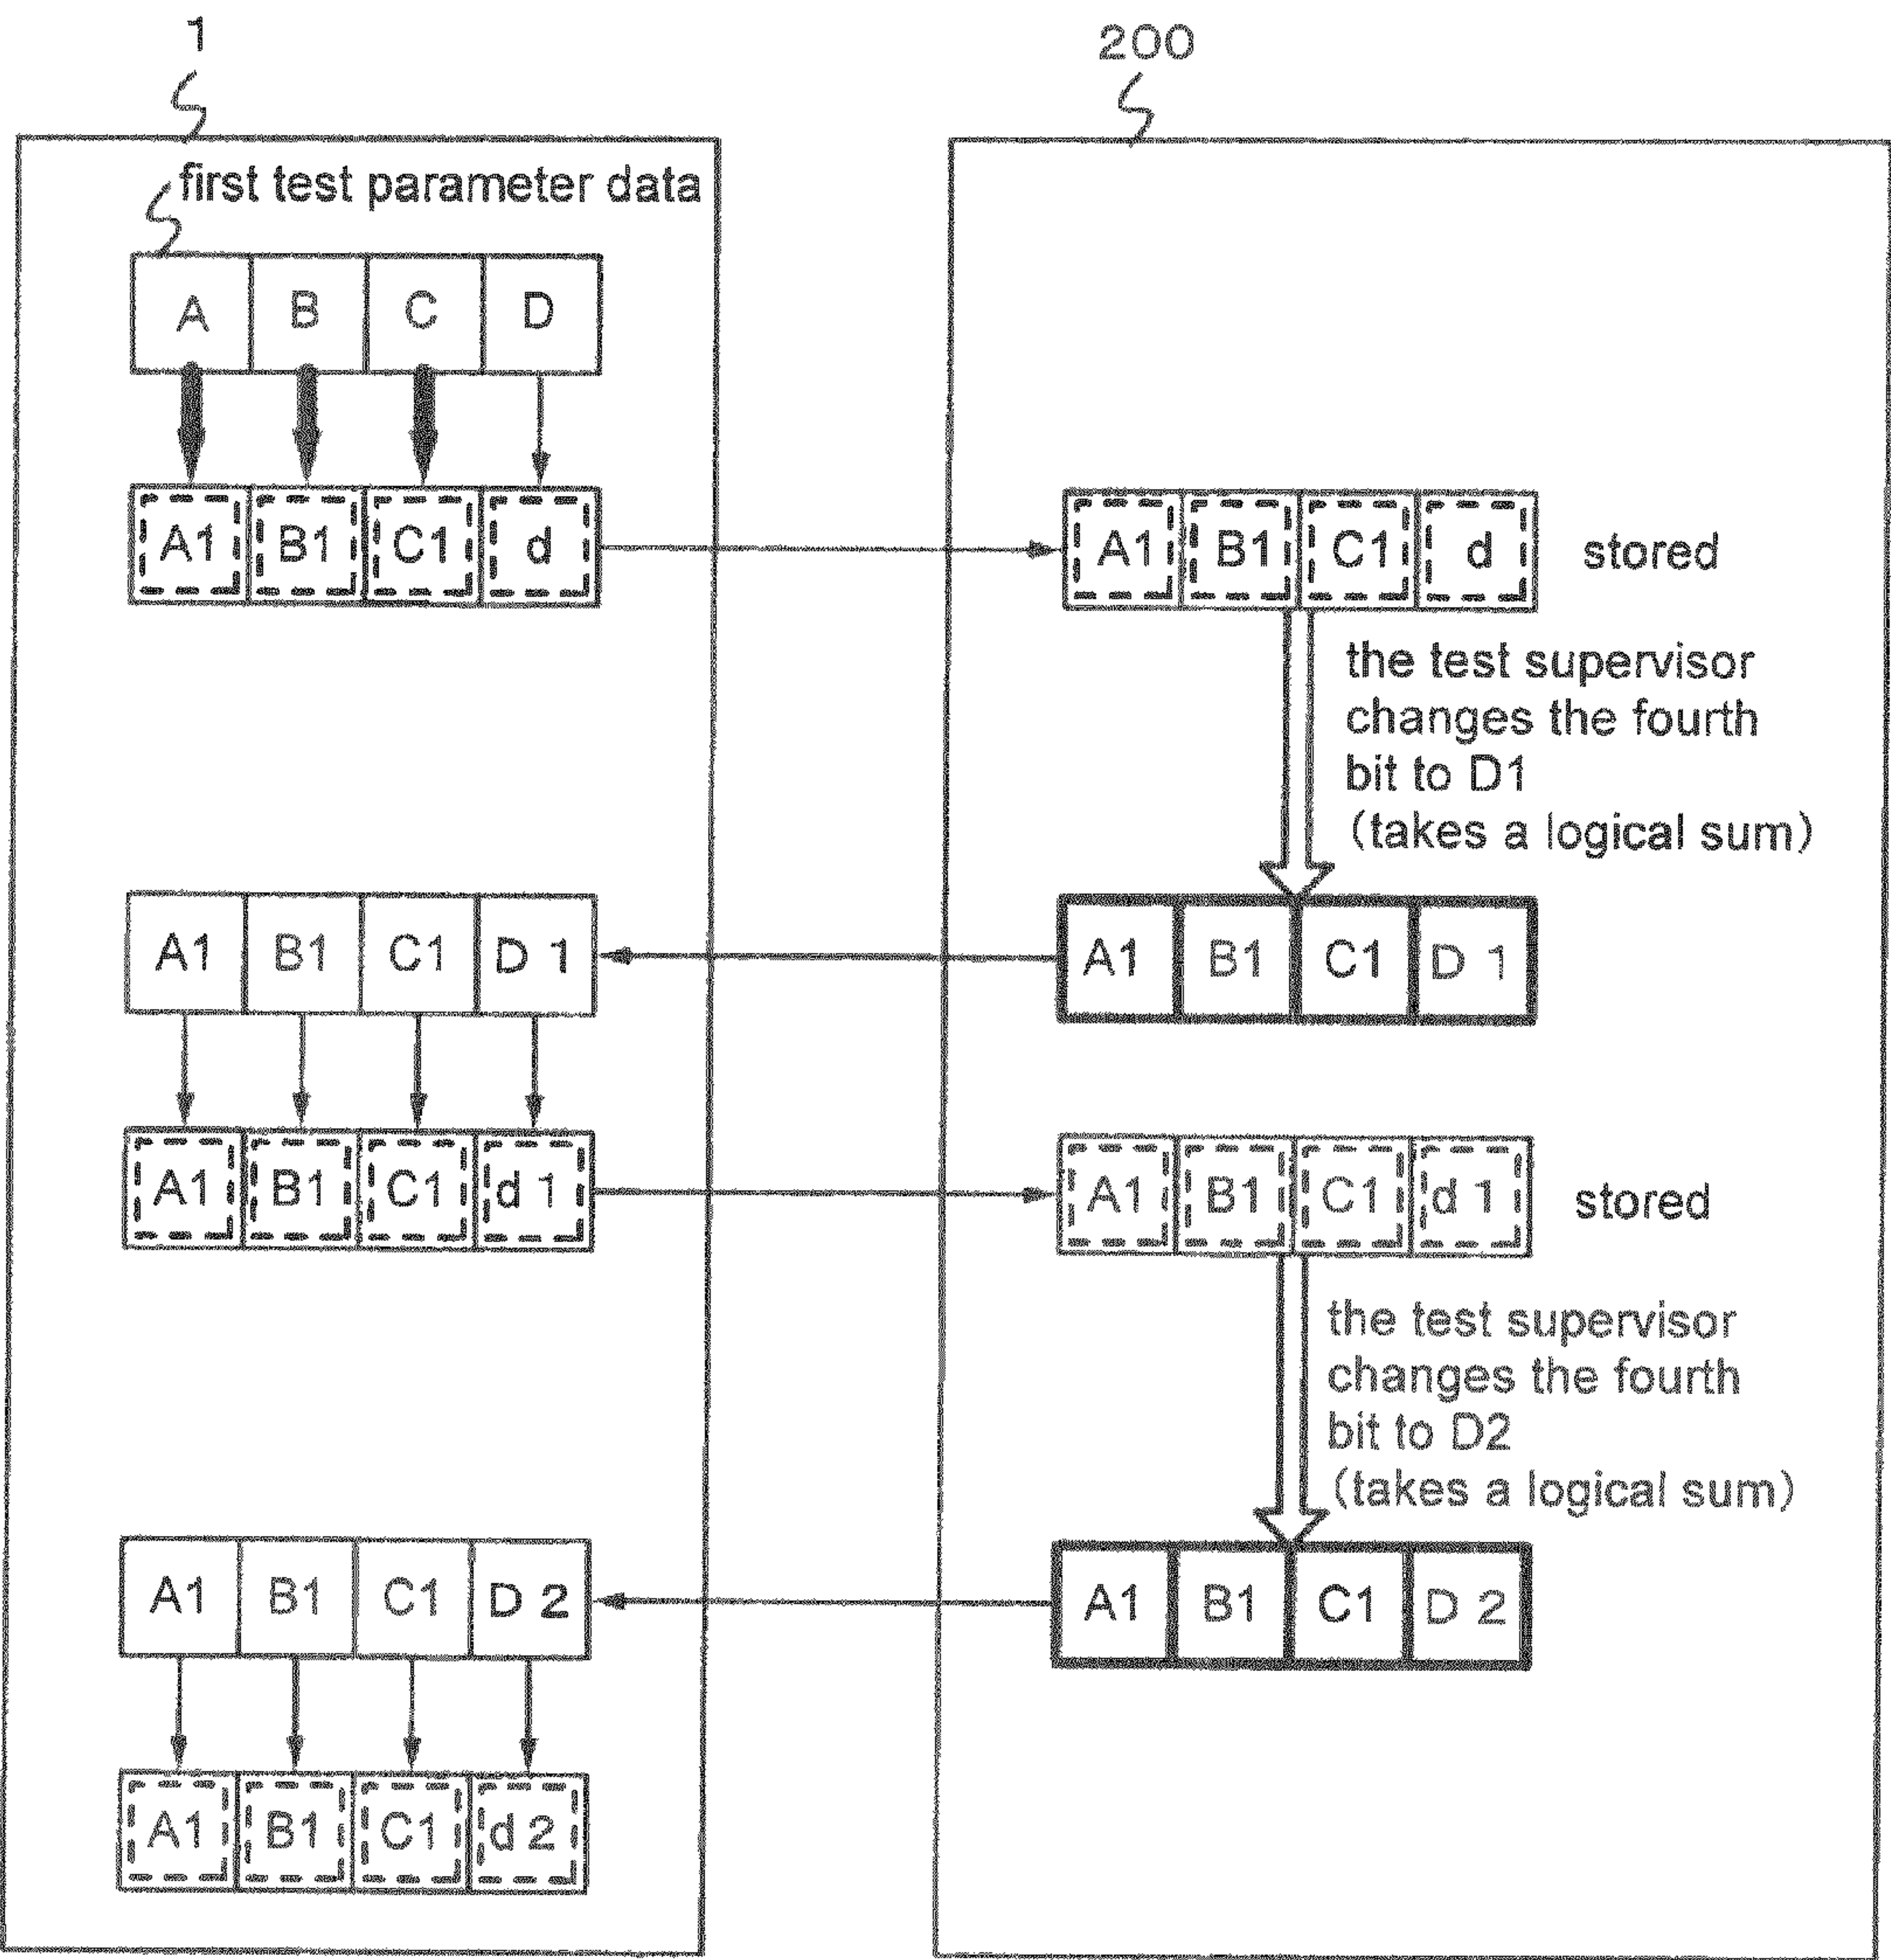 1
200
first test parameter data
A B C D
A1 B1 C1 d
A1 B1 C1 d stored
the test supervisor
changes the fourth
bit to D1
(takes a logical sum)
A1 B1 C1 D 1
A1 B1 C1 D 1
A1 B1 C1 d 1
A1 B1 C1 d 1 stored
the test supervisor
changes the fourth
bit to D2
(takes a logical sum)
A1 B1 C1 D 2
A1 B1 C1 D 2
A1 B1 C1 d 2